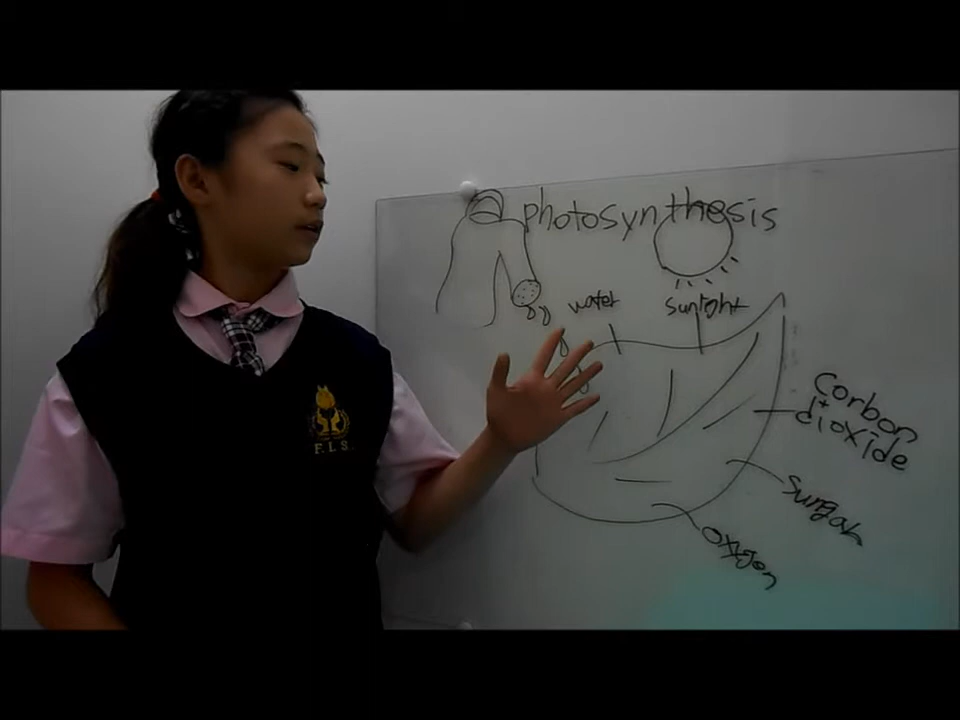 photosynthesis
water
sunlight
Corbon
dioxide
Surgar
oxygen
F.L.S.